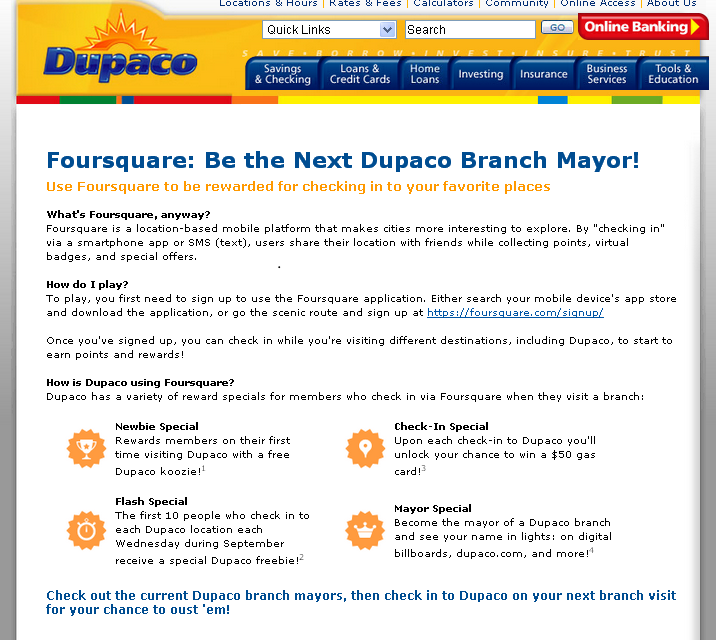 Locations & Hours | Rates & Fees | Calculators | Community | Online Access | About Us
Quick Links
Search
GO
Online Banking
SAVE • BORROW • INVEST • INSURE • TRUST
Dupaco
Savings
& Checking
Loans &
Credit Cards
Home
Loans
Investing
Insurance
Business
Services
Tools &
Education
Foursquare: Be the Next Dupaco Branch Mayor!
Use Foursquare to be rewarded for checking in to your favorite places
What's Foursquare, anyway?
Foursquare is a location-based mobile platform that makes cities more interesting to explore. By "checking in"
via a smartphone app or SMS (text), users share their location with friends while collecting points, virtual
badges, and special offers.
How do I play?
To play, you first need to sign up to use the Foursquare application. Either search your mobile device's app store
and download the application, or go the scenic route and sign up at https://foursquare.com/signup/
Once you've signed up, you can check in while you're visiting different destinations, including Dupaco, to start to
earn points and rewards!
How is Dupaco using Foursquare?
Dupaco has a variety of reward specials for members who check in via Foursquare when they visit a branch:
Newbie Special
Rewards members on their first
time visiting Dupaco with a free
Dupaco koozie!1
Check-In Special
Upon each check-in to Dupaco you'll
unlock your chance to win a $50 gas
card!3
Flash Special
The first 10 people who check in to
each Dupaco location each
Wednesday during September
receive a special Dupaco freebie!2
Mayor Special
Become the mayor of a Dupaco branch
and see your name in lights: on digital
billboards, dupaco.com, and more!4
Check out the current Dupaco branch mayors, then check in to Dupaco on your next branch visit
for your chance to oust 'em!